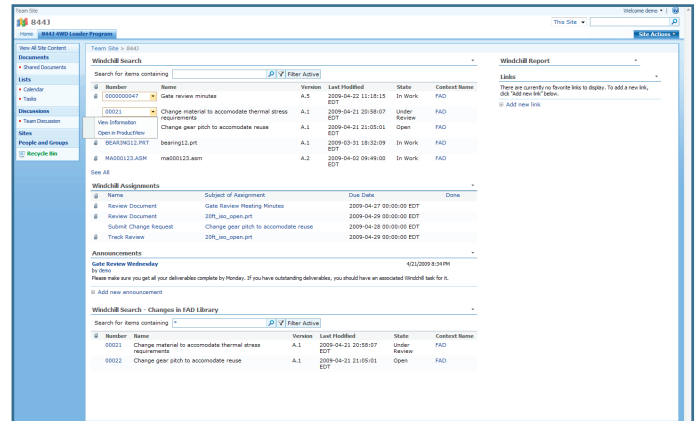 Team Site
Welcome demo
844J
This Site
Home
844J 4WD Loader Program
Site Actions
View All Site Content
Documents
Shared Documents
Lists
Calendar
Tasks
Discussions
Team Discussion
Sites
People and Groups
Recycle Bin
Team Site > 844J
Windchill Search
Search for items containing
Filter Active
Number Name Version Last Modified State Context Name
0000000047 Gate review minutes A.5 2009-04-22 11:18:15 EDT In Work FAD
00021 Change material to accomodate thermal stress requirements A.1 2009-04-21 20:58:07 EDT Under Review FAD
View Information
Open in ProductView
Change gear pitch to accomodate reuse A.1 2009-04-21 21:05:01 EDT Open FAD
BEARING12.PRT bearing12.prt A.1 2009-03-31 18:32:09 EDT In Work FAD
MA000123.ASM ma000123.asm A.2 2009-04-02 09:49:00 EDT In Work FAD
See All
Windchill Assignments
Name Subject of Assignment Due Date Done
Review Document Gate Review Meeting Minutes 2009-04-27 00:00:00 EDT
Review Document 20ft_iso_open.prt 2009-04-29 00:00:00 EDT
Submit Change Request Change gear pitch to accomodate reuse 2009-04-28 00:00:00 EDT
Track Review 20ft_iso_open.prt 2009-04-29 00:00:00 EDT
Announcements
Gate Review Wednesday 4/21/2009 8:34 PM
by demo
Please make sure you get all your deliverables complete by Monday. If you have outstanding deliverables, you should have an associated Windchill task for it.
Add new announcement
Windchill Search - Changes in FAD Library
Search for items containing *
Filter Active
Number Name Version Last Modified State Context Name
00021 Change material to accomodate thermal stress requirements A.1 2009-04-21 20:58:07 EDT Under Review FAD
00022 Change gear pitch to accomodate reuse A.1 2009-04-21 21:05:01 EDT Open FAD
Windchill Report
Links
There are currently no favorite links to display. To add a new link,
click "Add new link" below.
Add new link